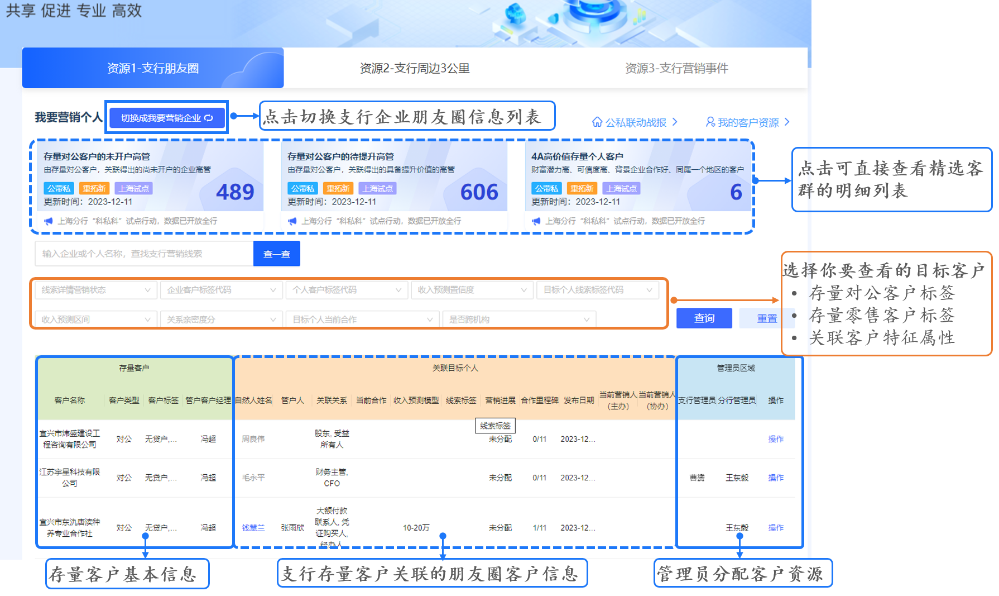 共享 促进 专业 高效
资源1-支行朋友圈
资源2-支行周边3公里
资源3-支行营销事件
我要营销个人
切换成我要营销企业
点击切换支行企业朋友圈信息列表
公私联动战报
我的客户资源
存量对公客户的未开户高管
由存量对公客户，关联得出的尚未开户的企业高管
公带私 重拓新 上海试点
489
更新时间：2023-12-11
上海分行“科私科”试点行动，数据已开放全行
存量对公客户的待提升高管
由存量对公客户，关联得出的具备提升价值的高管
公带私 重拓新 上海试点
606
更新时间：2023-12-11
上海分行“科私科”试点行动，数据已开放全行
4A高价值存量个人客户
财富潜力高、可信度高、背景企业合作好、同属一个地区的客户
公带私 重拓新 上海试点
6
更新时间：2023-12-11
上海分行“科私科”试点行动，数据已开放全行
点击可直接查看精选客
群的明细列表
输入企业或个人名称，查找支行营销线索
查一查
线索详情营销状态 企业客户标签代码 个人客户标签代码 收入预测置信度 目标个人线索标签代码
收入预测区间 关系亲密度分 目标个人当前合作 是否跨机构
查询 重置
选择你要查看的目标客户
• 存量对公客户标签
• 存量零售客户标签
• 关联客户特征属性
存量客户 关联目标个人 管理员区域
客户名称 客户类型 客户标签 管户客户经理 自然人姓名 管户人 关联关系 当前合作 收入预测模型 线索标签 营销进展 合作里程碑 发布日期 当前营销人（主办） 当前营销人（协办） 支行管理员 分行管理员 操作
线索标签
宜兴市炜盛建设工
程咨询有限公司
对公 无贷户,... 冯超 周良伟
股东, 受益
所有人
未分配 0/11 2023-12... 操作
江苏宇星科技有限
公司
对公 无贷户,... 冯超 毛永平
财务主管,
CFO
未分配 0/11 2023-12... 曹赟 王东毅 操作
宜兴市东氿唐渎种
养专业合作社
对公 无贷户,... 冯超 钱慧兰 张雨欣
大额付款
联系人, 凭
证购买人,
经办人
10-20万 未分配 1/11 2023-12... 王东毅 操作
存量客户基本信息
支行存量客户关联的朋友圈客户信息
管理员分配客户资源